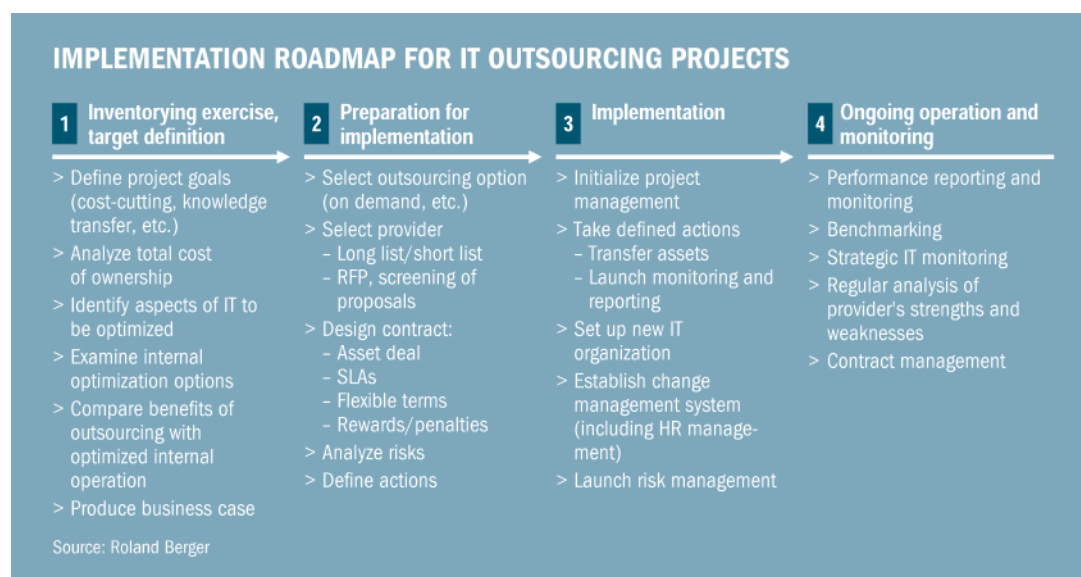 IMPLEMENTATION ROADMAP FOR IT OUTSOURCING PROJECTS
1
Inventorying exercise,
target definition
> Define project goals
(cost-cutting, knowledge
transfer, etc.)
> Analyze total cost
of ownership
> Identify aspects of IT to
be optimized
> Examine internal
optimization options
> Compare benefits of
outsourcing with
optimized internal
operation
> Produce business case
2
Preparation for
implementation
> Select outsourcing option
(on demand, etc.)
> Select provider
– Long list/short list
– RFP, screening of
proposals
> Design contract:
– Asset deal
– SLAs
– Flexible terms
– Rewards/penalties
> Analyze risks
> Define actions
3
Implementation
> Initialize project
management
> Take defined actions
– Transfer assets
– Launch monitoring and
reporting
> Set up new IT
organization
> Establish change
management system
(including HR manage-
ment)
> Launch risk management
4
Ongoing operation and
monitoring
> Performance reporting and
monitoring
> Benchmarking
> Strategic IT monitoring
> Regular analysis of
provider's strengths and
weaknesses
> Contract management
Source: Roland Berger